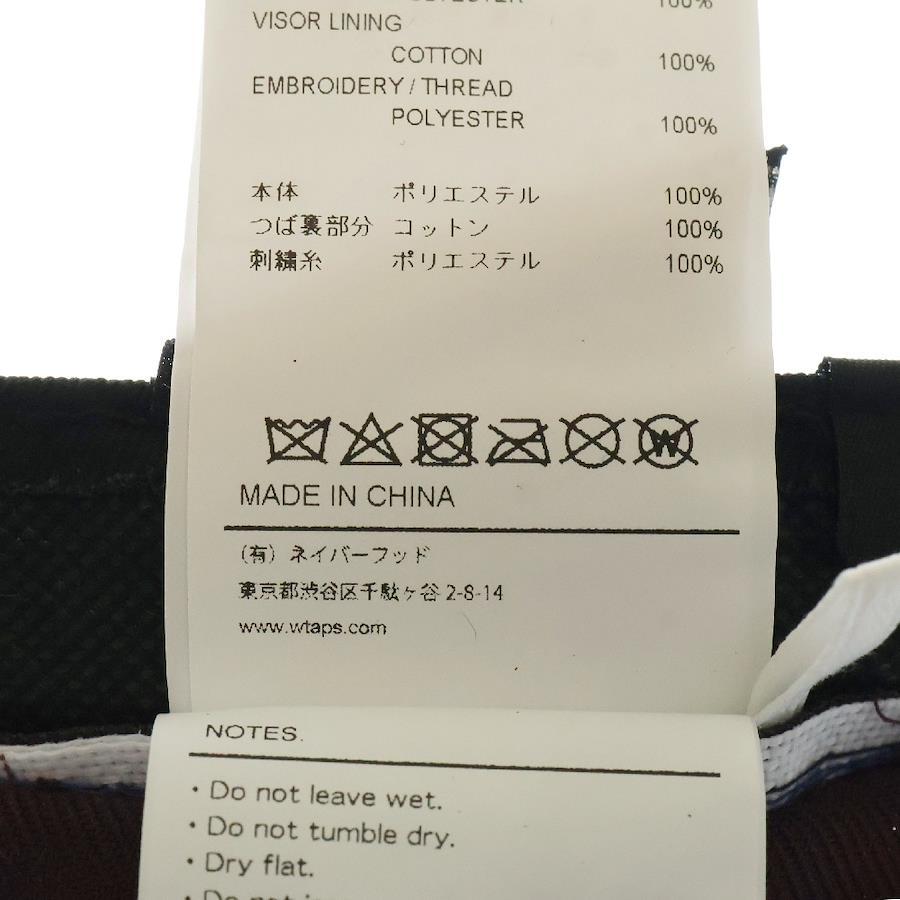 100%
VISOR LINING
COTTON 100%
EMBROIDERY / THREAD
POLYESTER 100%
本体 ポリエステル 100%
つば裏部分 コットン 100%
刺繍糸 ポリエステル 100%
W
MADE IN CHINA
(有) ネイバーフッド
東京都渋谷区千駄ヶ谷 2-8-14
www.wtaps.com
NOTES.
・Do not leave wet.
・Do not tumble dry.
・Dry flat.
・Do not